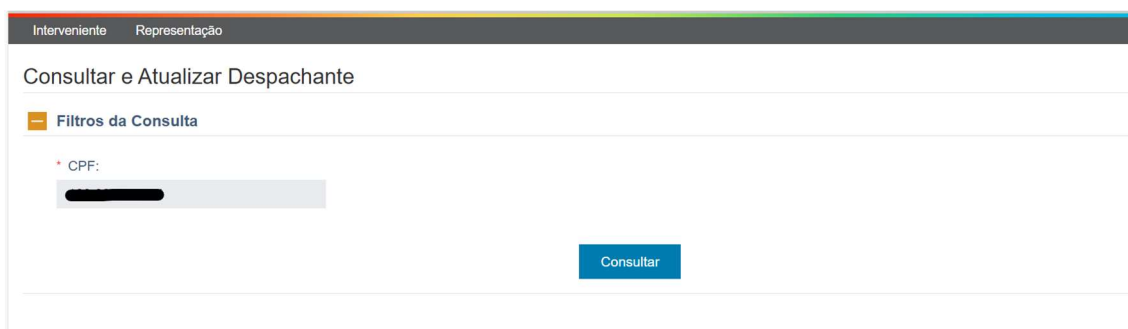 Interveniente Representação
Consultar e Atualizar Despachante
Filtros da Consulta
* CPF:
Consultar